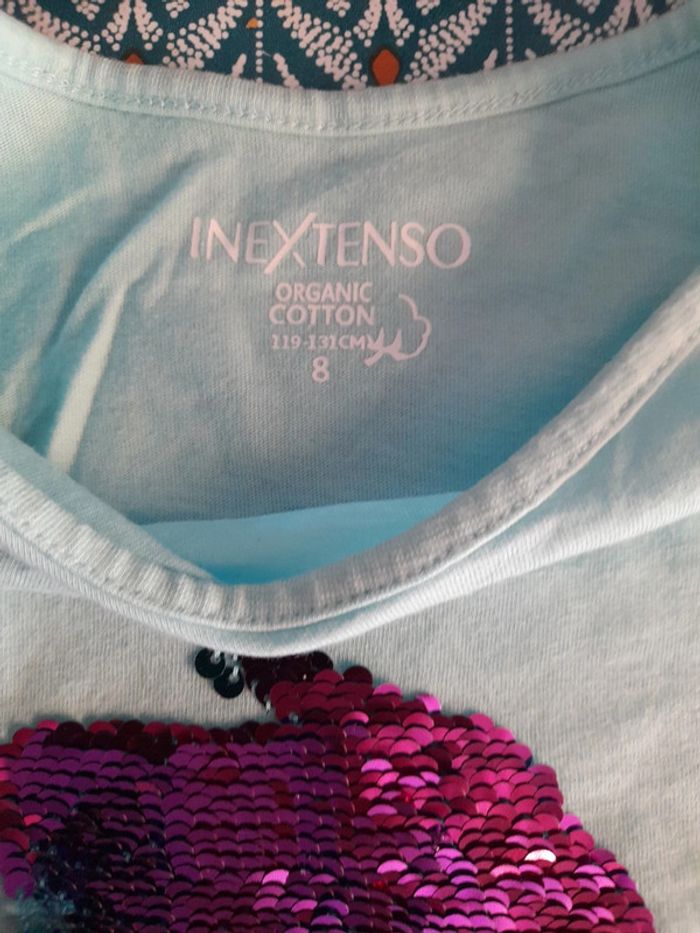 INEXTENSO
ORGANIC
COTTON
119-131CM
8